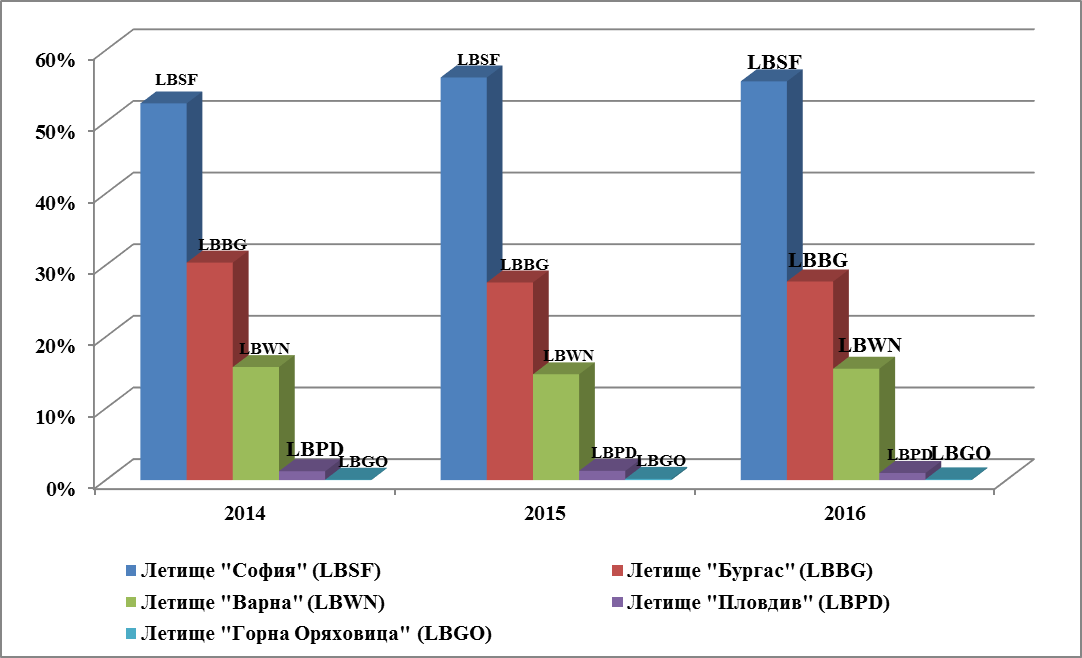 60%
50%
40%
30%
20%
10%
0%
LBSF
LBBG
LBWN
LBPD
LBGO
LBSF
LBBG
LBWN
LBPD
LBGO
LBSF
LBBG
LBWN
LBPD
LBGO
2014 2015 2016
Летище "София" (LBSF) Летище "Бургас" (LBBG)
Летище "Варна" (LBWN) Летище "Пловдив" (LBPD)
Летище "Горна Оряховица" (LBGO)